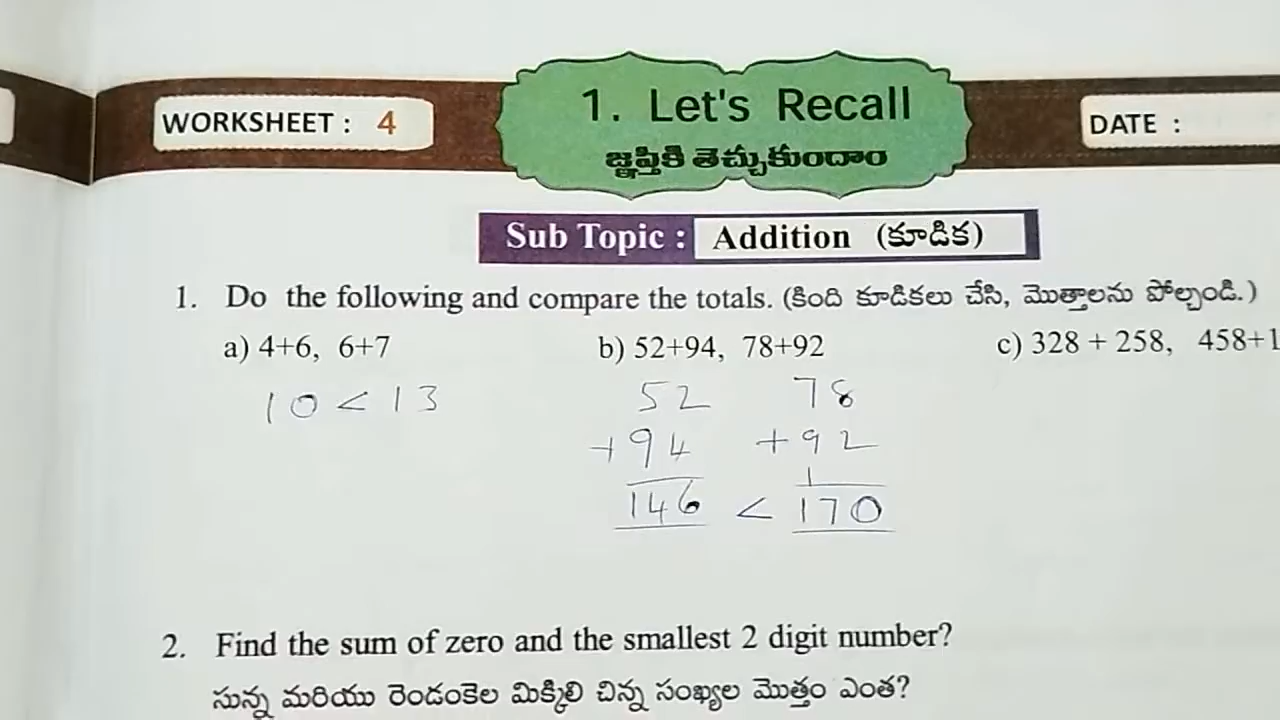 WORKSHEET : 4
1. Let's Recall
జ్ఞప్తికి తెచ్చుకుందాం
DATE :
Sub Topic : Addition (కూడిక)
1. Do the following and compare the totals. (కింది కూడికలు చేసి, మొత్తాలను పోల్చండి.)
a) 4+6, 6+7 b) 52+94, 78+92 c) 328 + 258, 458+1
10 < 13
52 78
+94 +92
1
146 < 170
2. Find the sum of zero and the smallest 2 digit number?
సున్న మరియు రెండంకెల మిక్కిలి చిన్న సంఖ్యల మొత్తం ఎంత?